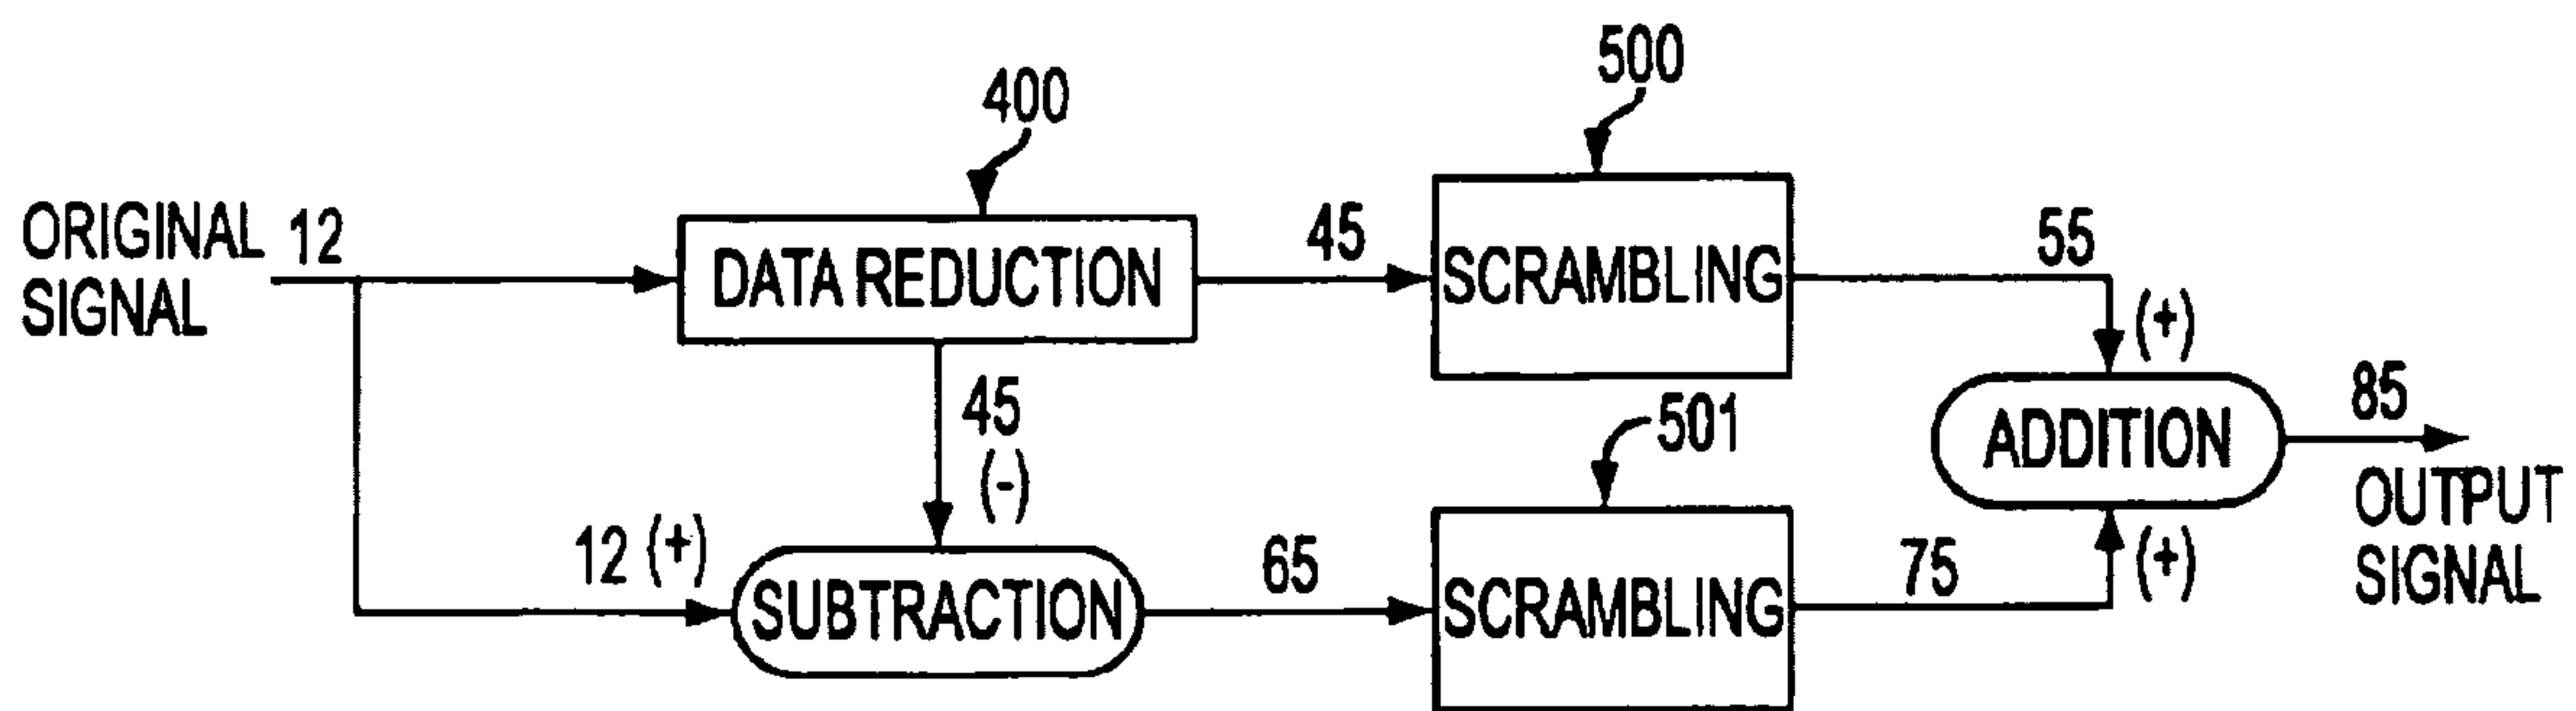 500
400
ORIGINAL
SIGNAL
12
DATA REDUCTION
45
SCRAMBLING
55
(+)
45
(-)
501
ADDITION
85
OUTPUT
SIGNAL
12 (+)
SUBTRACTION
65
SCRAMBLING
75
(+)